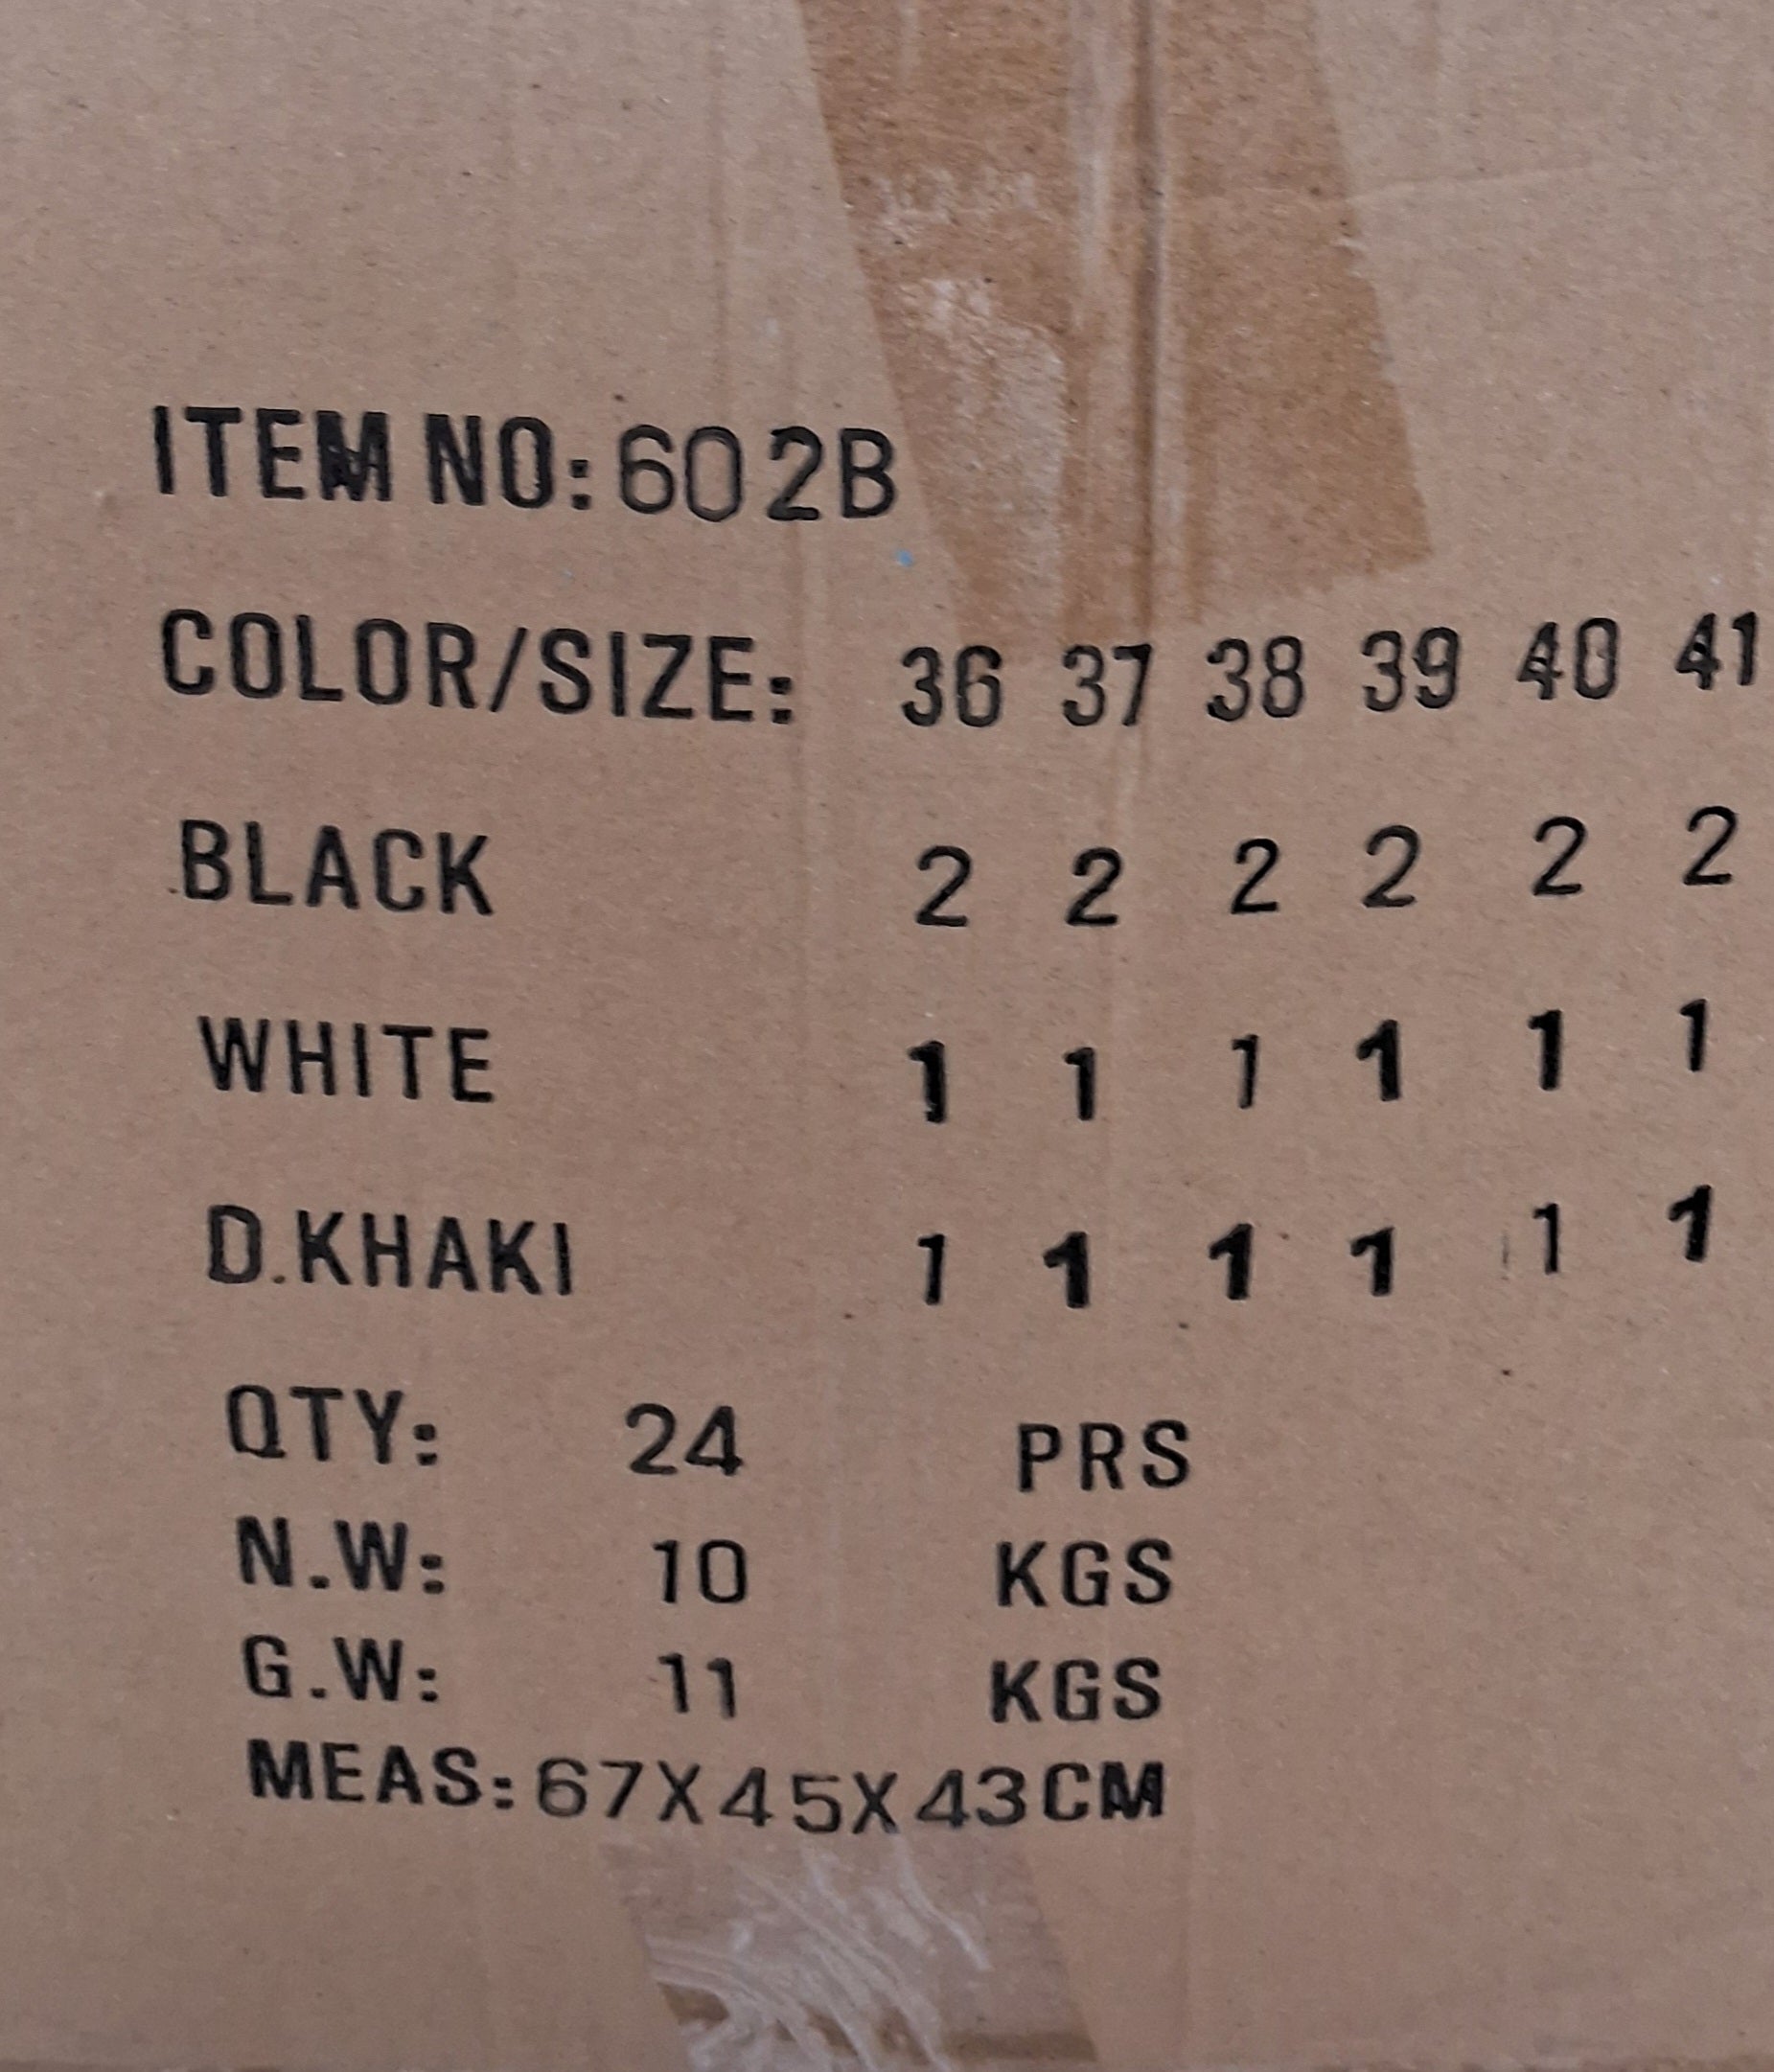 ITEM NO: 602B
COLOR/SIZE: 36 37 38 39 40 41
BLACK 2 2 2 2 2 2
WHITE 1 1 1 1 1 1
D.KHAKI 1 1 1 1 1 1
QTY: 24 PRS
N.W: 10 KGS
G.W: 11 KGS
MEAS: 67X45X43CM